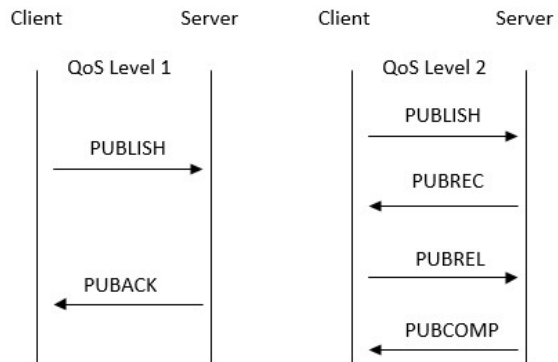 Client Server
QoS Level 1
PUBLISH
PUBACK
Client Server
QoS Level 2
PUBLISH
PUBREC
PUBREL
PUBCOMP